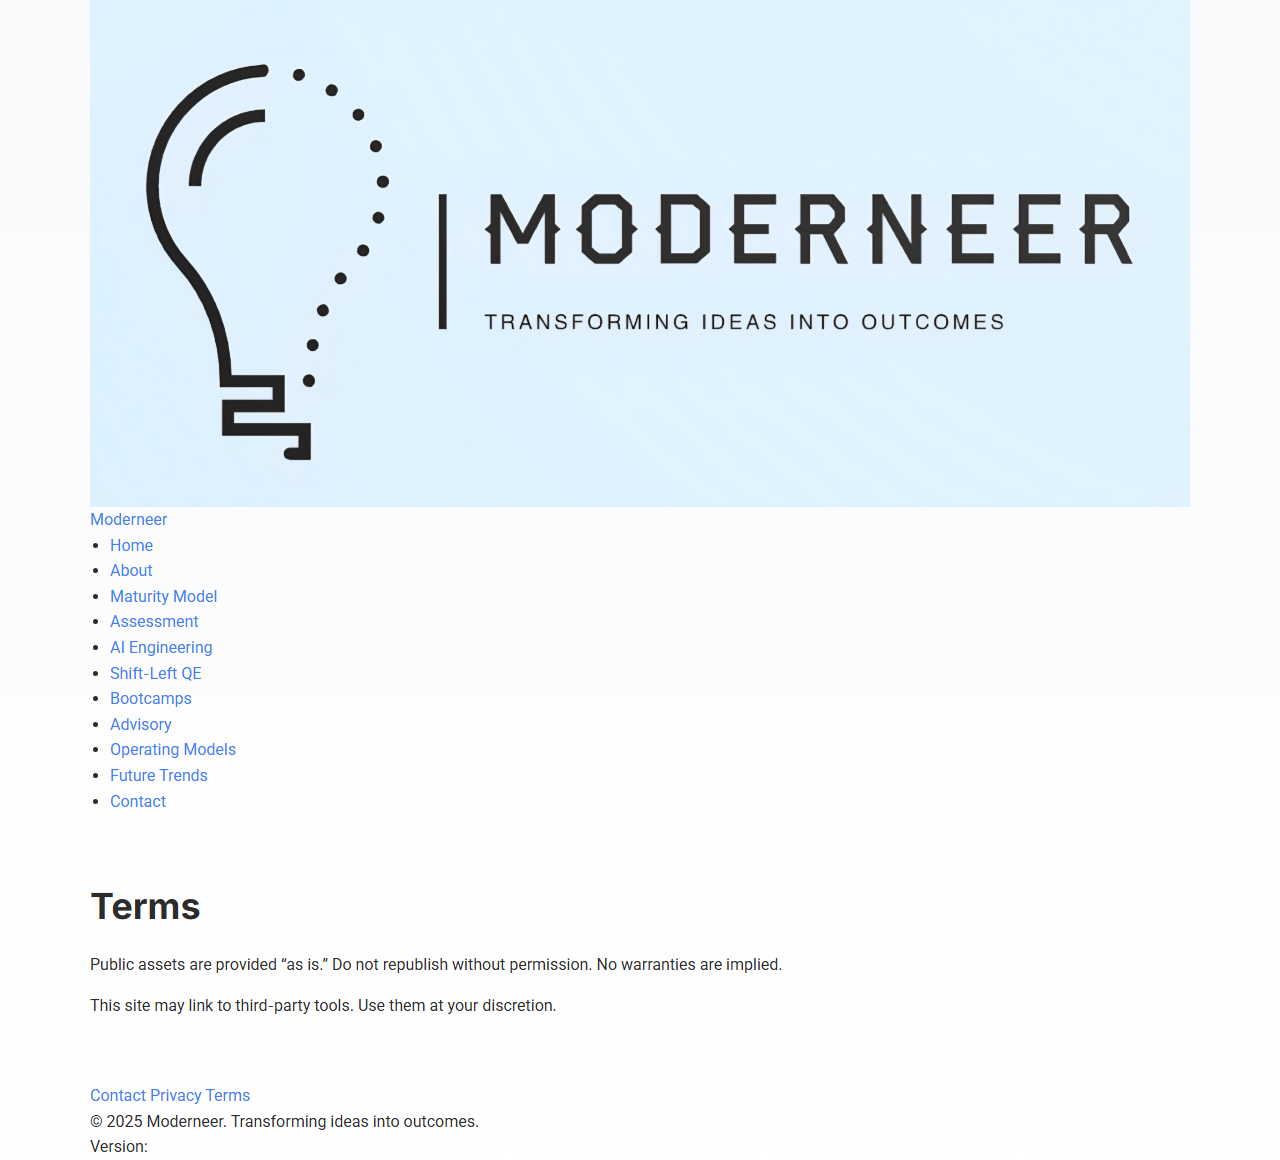 MODERNEER
TRANSFORMING IDEAS INTO OUTCOMES
Moderneer
Home
About
Maturity Model
Assessment
AI Engineering
Shift-Left QE
Bootcamps
Advisory
Operating Models
Future Trends
Contact
Terms
Public assets are provided “as is.” Do not republish without permission. No warranties are implied.
This site may link to third-party tools. Use them at your discretion.
Contact Privacy Terms
© 2025 Moderneer. Transforming ideas into outcomes.
Version: